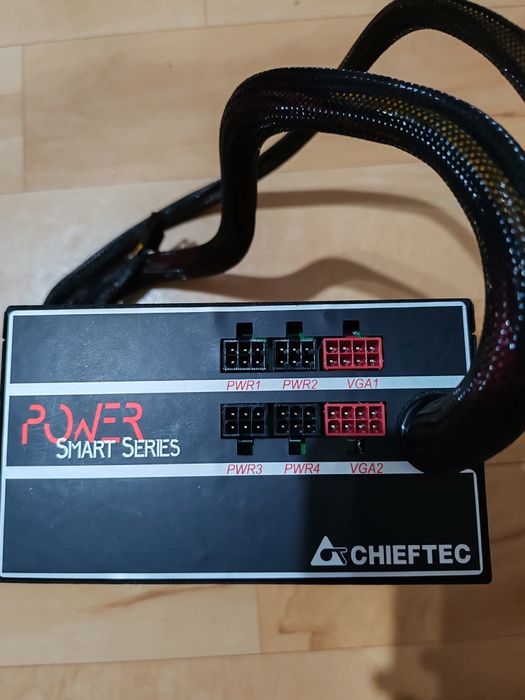 PWR1 PWR2 VGA1
POWER
SMART SERIES
PWR3 PWR4 VGA2
CHIEFTEC